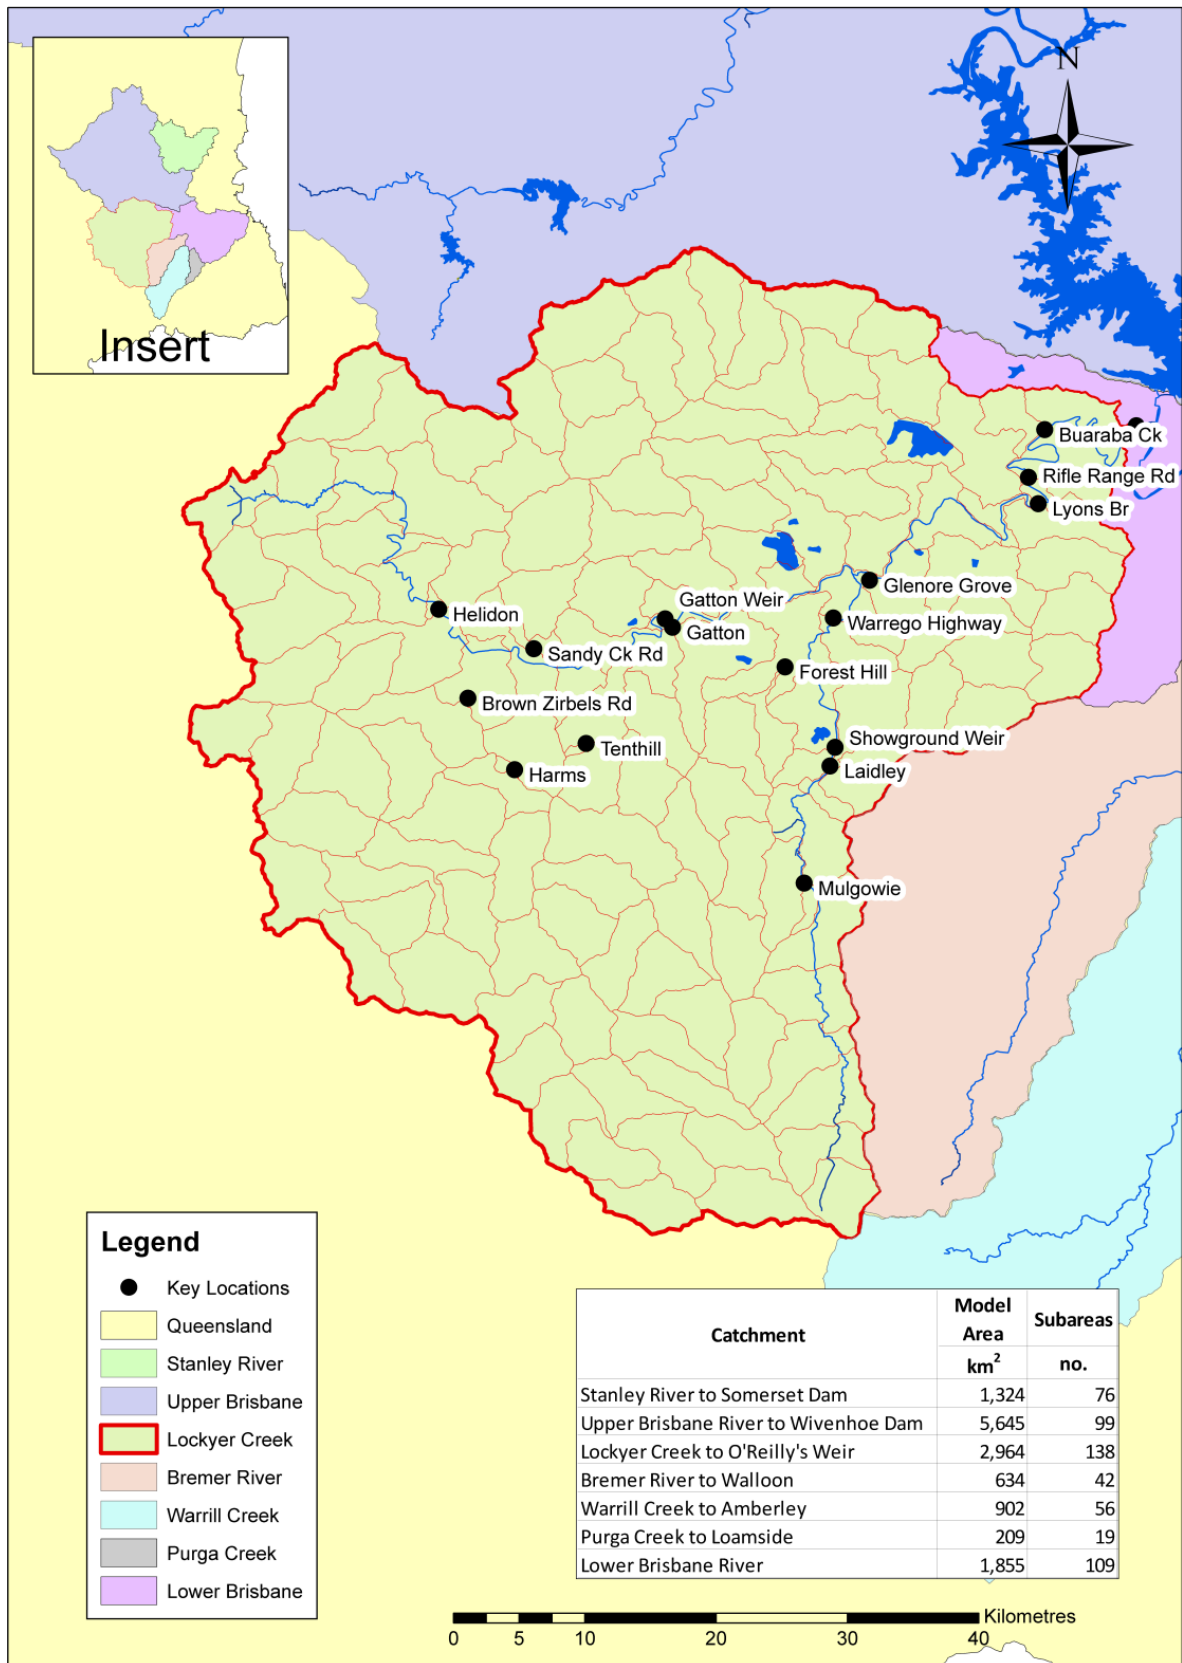 N
Insert
Buaraba Ck
Rifle Range Rd
Lyons Br
Glenore Grove
Gatton Weir
Helidon
Warrego Highway
Gatton
Sandy Ck Rd
Forest Hill
Brown Zirbels Rd
Showground Weir
Tenthill
Laidley
Harms
Mulgowie
Legend
Key Locations
Queensland
Stanley River
Upper Brisbane
Lockyer Creek
Bremer River
Warrill Creek
Purga Creek
Lower Brisbane
Catchment Model Area km² Subareas no.
Stanley River to Somerset Dam 1,324 76
Upper Brisbane River to Wivenhoe Dam 5,645 99
Lockyer Creek to O'Reilly's Weir 2,964 138
Bremer River to Walloon 634 42
Warrill Creek to Amberley 902 56
Purga Creek to Loamside 209 19
Lower Brisbane River 1,855 109
Kilometres
0 5 10 20 30 40